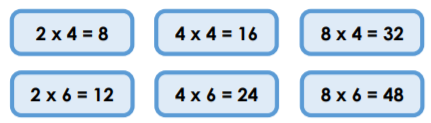 2 x 4 = 8 4 x 4 = 16 8 x 4 = 32
2 x 6 = 12 4 x 6 = 24 8 x 6 = 48